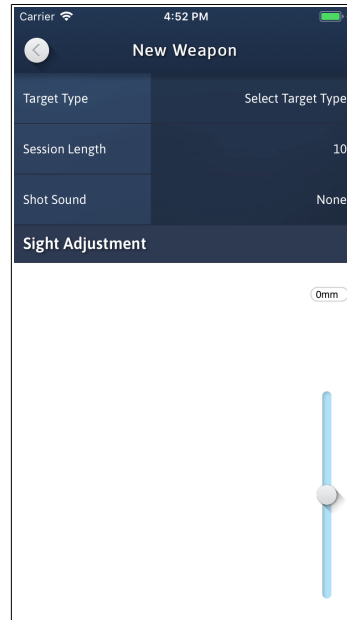 Carrier 4:52 PM
New Weapon
Target Type Select Target Type
Session Length 10
Shot Sound None
Sight Adjustment
0mm